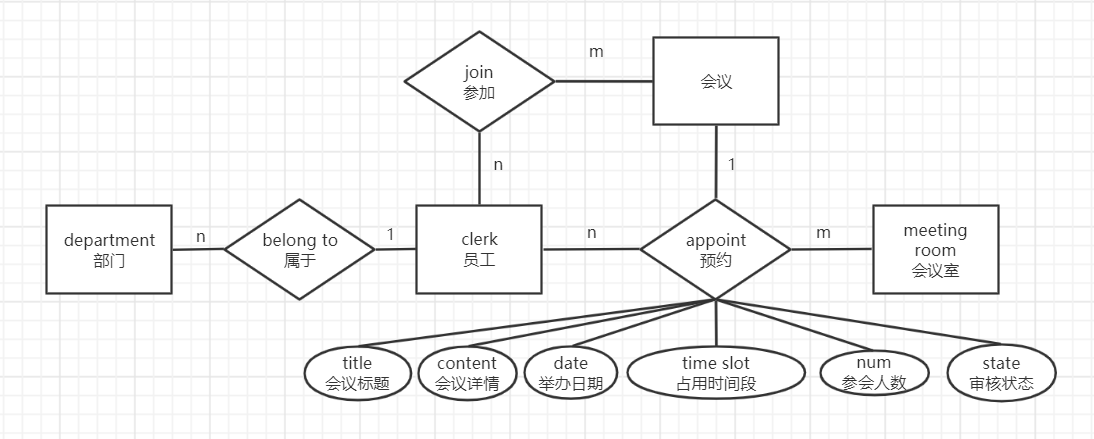 join
参加
m
会议
n
1
department
部门
n
belong to
属于
1
clerk
员工
n
appoint
预约
m
meeting
room
会议室
title
会议标题
content
会议详情
date
举办日期
time slot
占用时间段
num
参会人数
state
审核状态